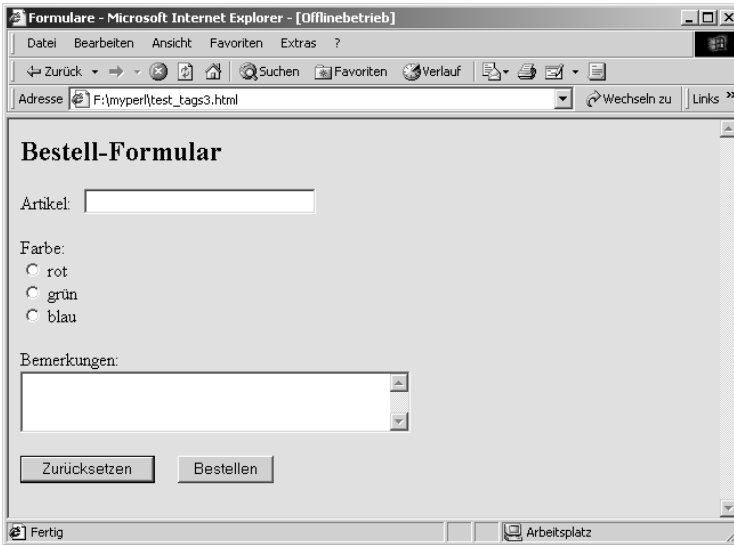 Formulare - Microsoft Internet Explorer - [Offlinebetrieb]
Datei Bearbeiten Ansicht Favoriten Extras ?
Zurück Suchen Favoriten Verlauf
Adresse F:\myperl\test_tags3.html Wechseln zu Links »
Bestell-Formular
Artikel:
Farbe:
rot
grün
blau
Bemerkungen:
Zurücksetzen Bestellen
Fertig Arbeitsplatz